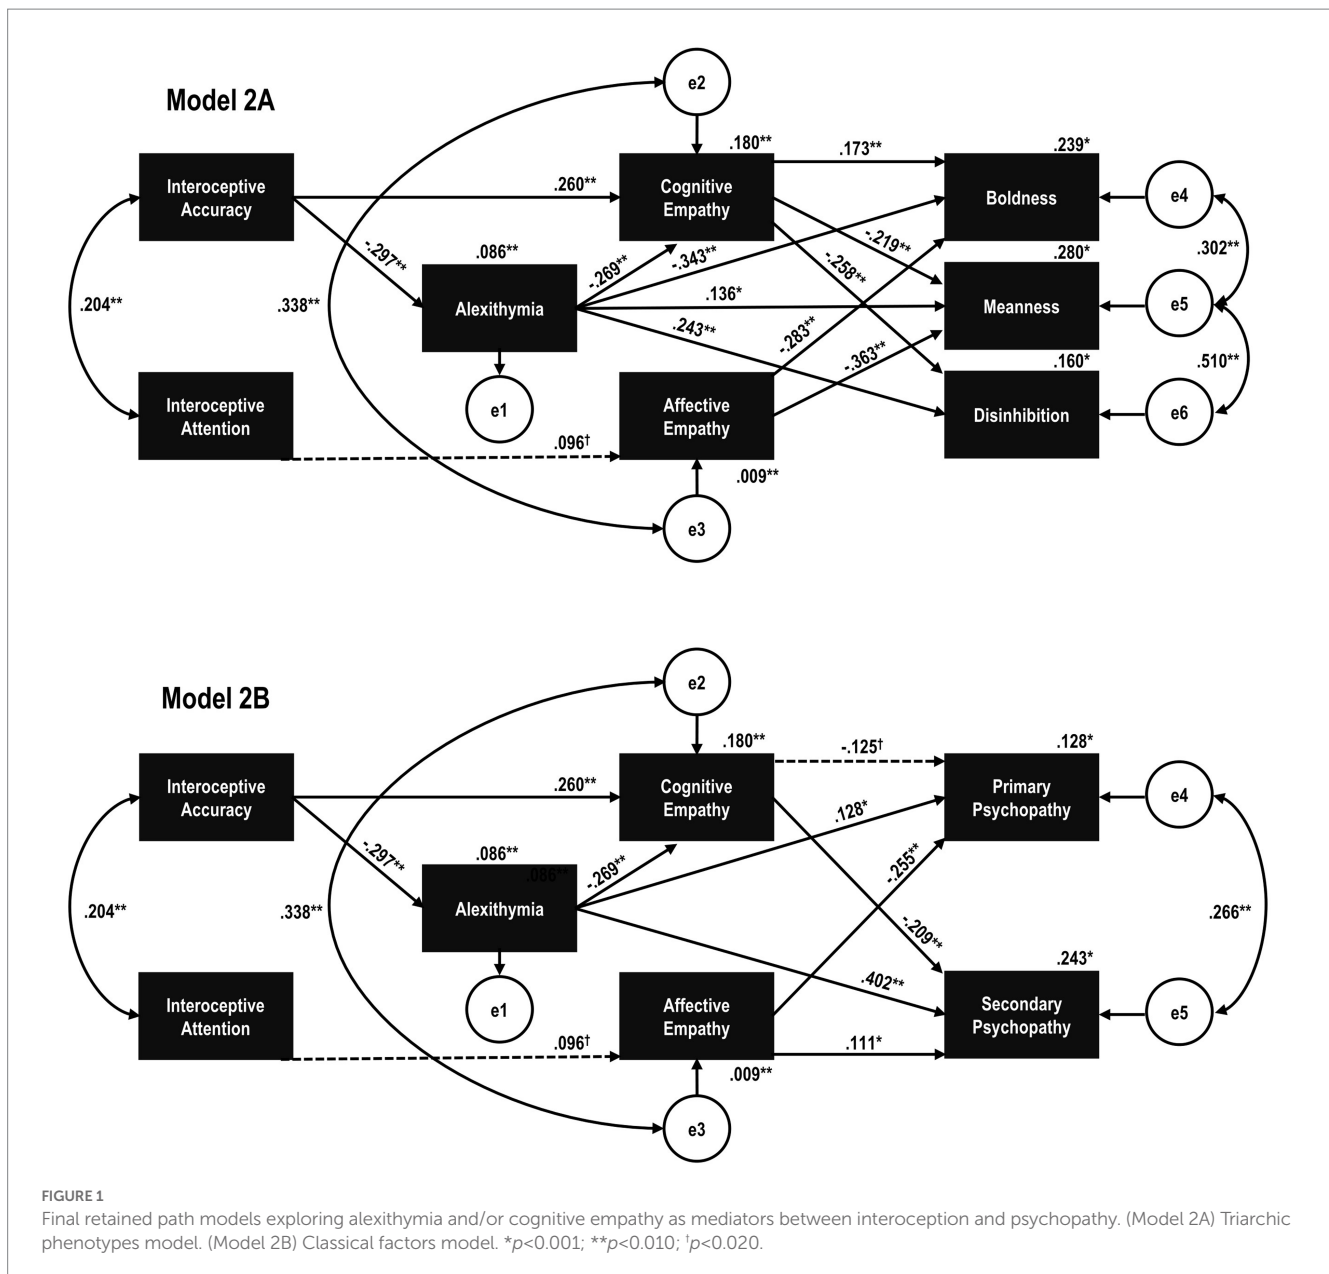 e2
Model 2A
.180**
.173**
.239*
Interoceptive
Accuracy
.260**
Cognitive
Empathy
Boldness
e4
-.297**
.086**
-.269**
-.343**
-.219**
-.258**
.280*
.302**
.204**
.338**
Alexithymia
.136*
Meanness
e5
.243**
-.283**
-.363**
.160*
.510**
Interoceptive
Attention
e1
Affective
Empathy
Disinhibition
e6
.096†
.009**
e3
e2
Model 2B
.180**
-.125†
.128*
Interoceptive
Accuracy
.260**
Cognitive
Empathy
Primary
Psychopathy
e4
-.297**
.086**
.086**
-.269**
.128*
-.255**
.204**
.338**
Alexithymia
-.209**
.266**
.402**
.243*
Interoceptive
Attention
e1
Affective
Empathy
Secondary
Psychopathy
e5
.096†
.111*
.009**
e3
FIGURE 1
Final retained path models exploring alexithymia and/or cognitive empathy as mediators between interoception and psychopathy. (Model 2A) Triarchic
phenotypes model. (Model 2B) Classical factors model. *p<0.001; **p<0.010; †p<0.020.